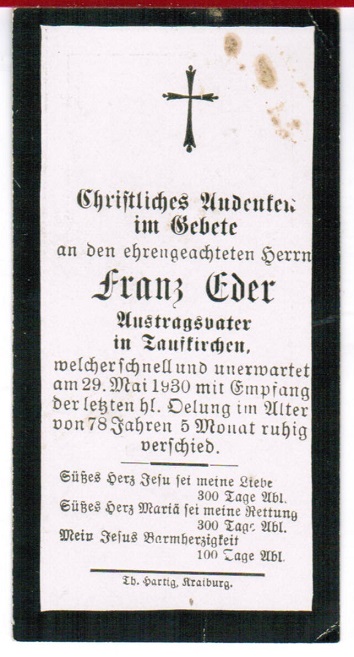 Christliches Andenken
im Gebete
an den ehrengeachteten Herrn
Franz Eder
Austragsvater
in Taufkirchen,
welcher schnell und unerwartet
am 29. Mai 1930 mit Empfang
der letzten hl. Oelung im Alter
von 78 Jahren 5 Monat ruhig
verschied.
Süßes Herz Jesu sei meine Liebe
300 Tage Abl.
Süßes Herz Mariä sei meine Rettung
300 Tage Abl.
Mein Jesus Barmherzigkeit
100 Tage Abl.
Th. Hartig, Kraiburg.